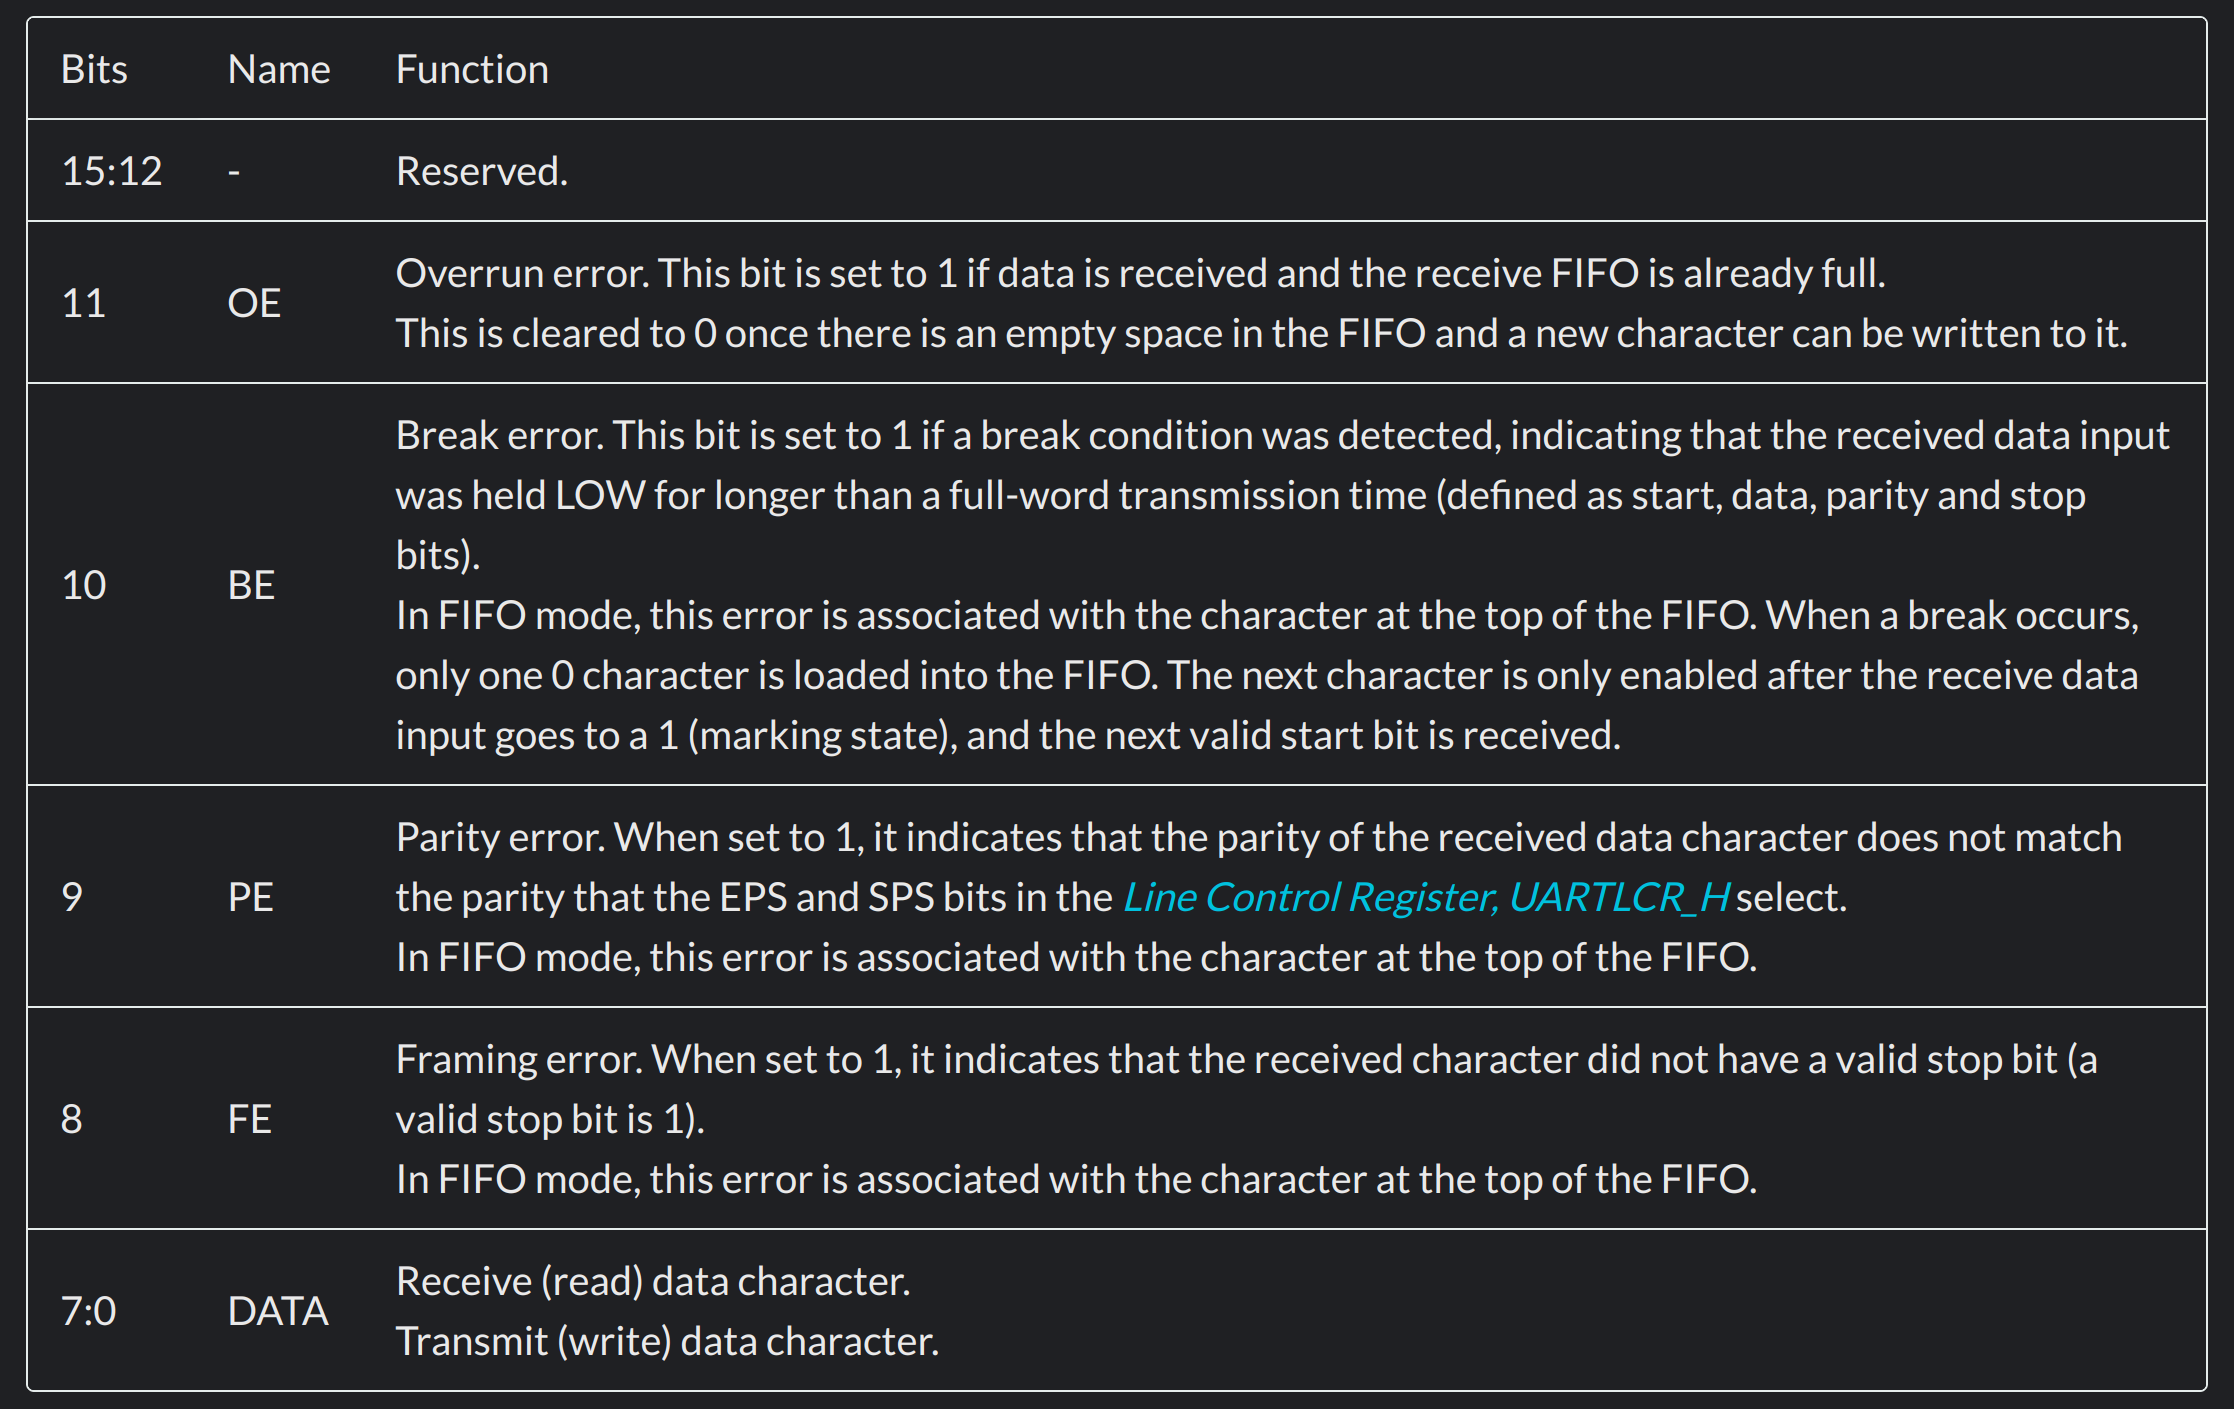 Bits Name Function
15:12 - Reserved.
11 OE Overrun error. This bit is set to 1 if data is received and the receive FIFO is already full.
This is cleared to 0 once there is an empty space in the FIFO and a new character can be written to it.
10 BE Break error. This bit is set to 1 if a break condition was detected, indicating that the received data input
was held LOW for longer than a full-word transmission time (defined as start, data, parity and stop
bits).
In FIFO mode, this error is associated with the character at the top of the FIFO. When a break occurs,
only one 0 character is loaded into the FIFO. The next character is only enabled after the receive data
input goes to a 1 (marking state), and the next valid start bit is received.
9 PE Parity error. When set to 1, it indicates that the parity of the received data character does not match
the parity that the EPS and SPS bits in the Line Control Register, UARTLCR_H select.
In FIFO mode, this error is associated with the character at the top of the FIFO.
8 FE Framing error. When set to 1, it indicates that the received character did not have a valid stop bit (a
valid stop bit is 1).
In FIFO mode, this error is associated with the character at the top of the FIFO.
7:0 DATA Receive (read) data character.
Transmit (write) data character.